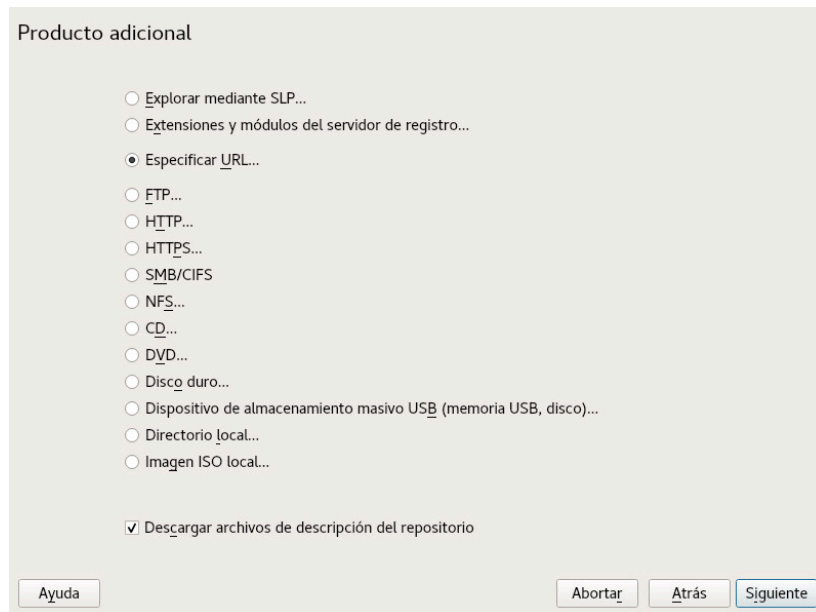 Producto adicional
Explorar mediante SLP...
Extensiones y módulos del servidor de registro...
Especificar URL...
FTP...
HTTP...
HTTPS...
SMB/CIFS
NFS...
CD...
DVD...
Disco duro...
Dispositivo de almacenamiento masivo USB (memoria USB, disco)...
Directorio local...
Imagen ISO local...
Descargar archivos de descripción del repositorio
Ayuda Abortar Atrás Siguiente